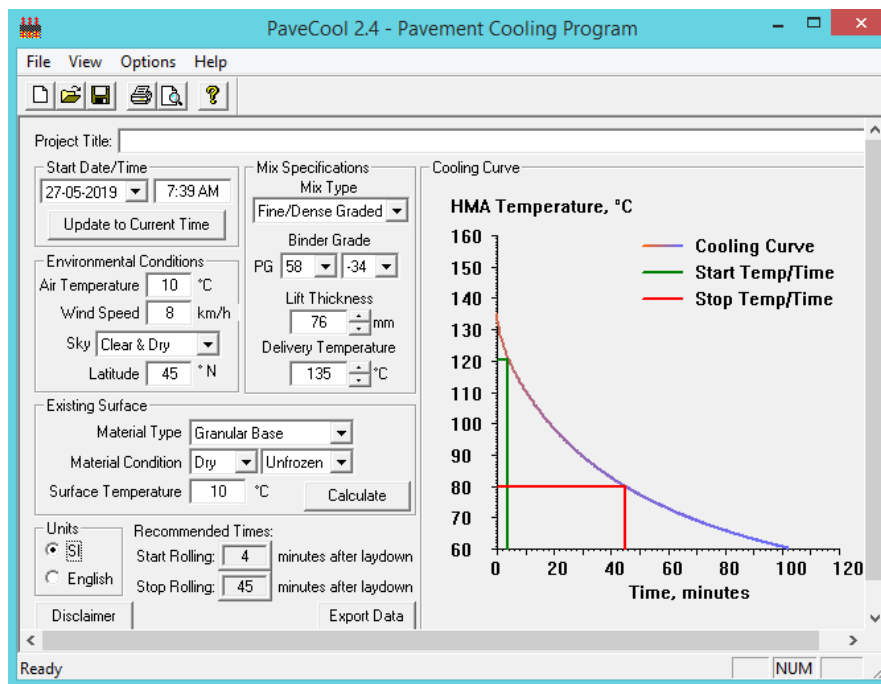 PaveCool 2.4 - Pavement Cooling Program
File View Options Help
Project Title:
Start Date/Time
27-05-2019 7:39 AM
Update to Current Time
Environmental Conditions
Air Temperature 10 °C
Wind Speed 8 km/h
Sky Clear & Dry
Latitude 45 ° N
Mix Specifications
Mix Type
Fine/Dense Graded
Binder Grade
PG 58 -34
Lift Thickness
76 mm
Delivery Temperature
135 °C
Existing Surface
Material Type Granular Base
Material Condition Dry Unfrozen
Surface Temperature 10 °C Calculate
Units
SI
English
Recommended Times:
Start Rolling: 4 minutes after laydown
Stop Rolling: 45 minutes after laydown
Disclaimer Export Data
Cooling Curve
HMA Temperature, °C
160
150
140
130
120
110
100
90
80
70
60
Cooling Curve
Start Temp/Time
Stop Temp/Time
0 20 40 60 80 100 120
Time, minutes
Ready NUM